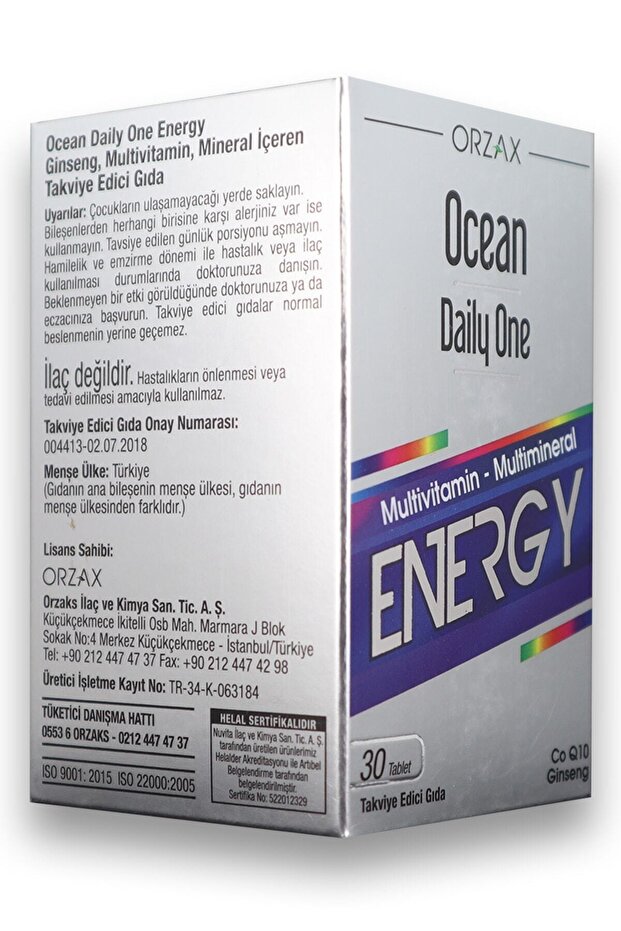 Ocean Daily One Energy
Ginseng, Multivitamin, Mineral İçeren
Takviye Edici Gıda
Uyarılar: Çocukların ulaşamayacağı yerde saklayın.
Bileşenlerden herhangi birisine karşı alerjiniz var ise
kullanmayın. Tavsiye edilen günlük porsiyonu aşmayın.
Hamilelik ve emzirme dönemi ile hastalık veya ilaç
kullanılması durumlarında doktorunuza danışın.
Beklenmeyen bir etki görüldüğünde doktorunuza ya da
eczacınıza başvurun. Takviye edici gıdalar normal
beslenmenin yerine geçemez.
İlaç değildir. Hastalıkların önlenmesi veya
tedavi edilmesi amacıyla kullanılmaz.
Takviye Edici Gıda Onay Numarası:
004413-02.07.2018
Menşe Ülke: Türkiye
(Gıdanın ana bileşenin menşe ülkesi, gıdanın
menşe ülkesinden farklıdır.)
Lisans Sahibi:
ORZAX
Orzaks İlaç ve Kimya San. Tic. A. Ş.
Küçükçekmece İkitelli Osb Mah. Marmara J Blok
Sokak No:4 Merkez Küçükçekmece - İstanbul/Türkiye
Tel: +90 212 447 47 37 Fax: +90 212 447 42 98
Üretici İşletme Kayıt No: TR-34-K-063184
TÜKETİCİ DANIŞMA HATTI
0553 6 ORZAKS - 0212 447 47 37
ISO 9001: 2015 ISO 22000:2005
HELAL SERTİFİKALIDIR
Nuvita İlaç ve Kimya San. Tic. A. Ş.
tarafından üretilen ürünlerimiz
Helalder Akreditasyonu ile Artıbel
Belgelendirme tarafından
belgelendirilmiştir.
Sertifika No: 522012329
ORZAX
Ocean
Daily One
Multivitamin - Multimineral
ENERGY
30 Tablet
Co Q10
Ginseng
Takviye Edici Gıda